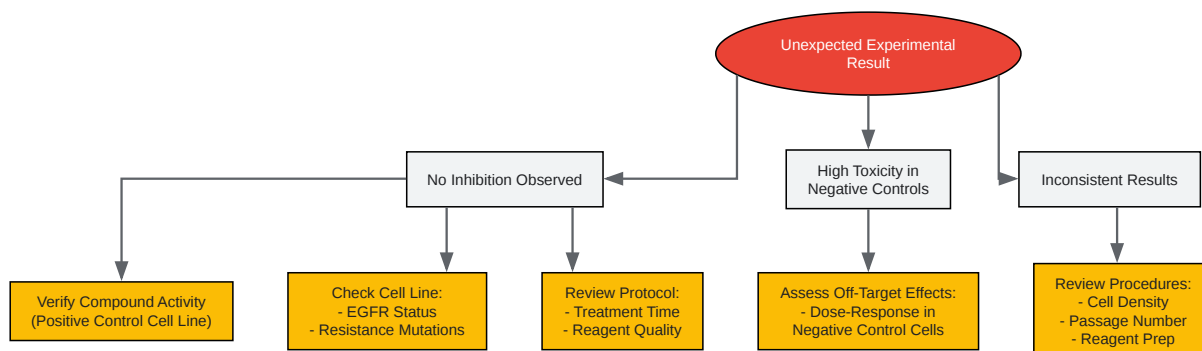 Unexpected Experimental
Result
No Inhibition Observed
High Toxicity in
Negative Controls
Inconsistent Results
Verify Compound Activity
(Positive Control Cell Line)
Check Cell Line:
- EGFR Status
- Resistance Mutations
Review Protocol:
- Treatment Time
- Reagent Quality
Assess Off-Target Effects:
- Dose-Response in
Negative Control Cells
Review Procedures:
- Cell Density
- Passage Number
- Reagent Prep